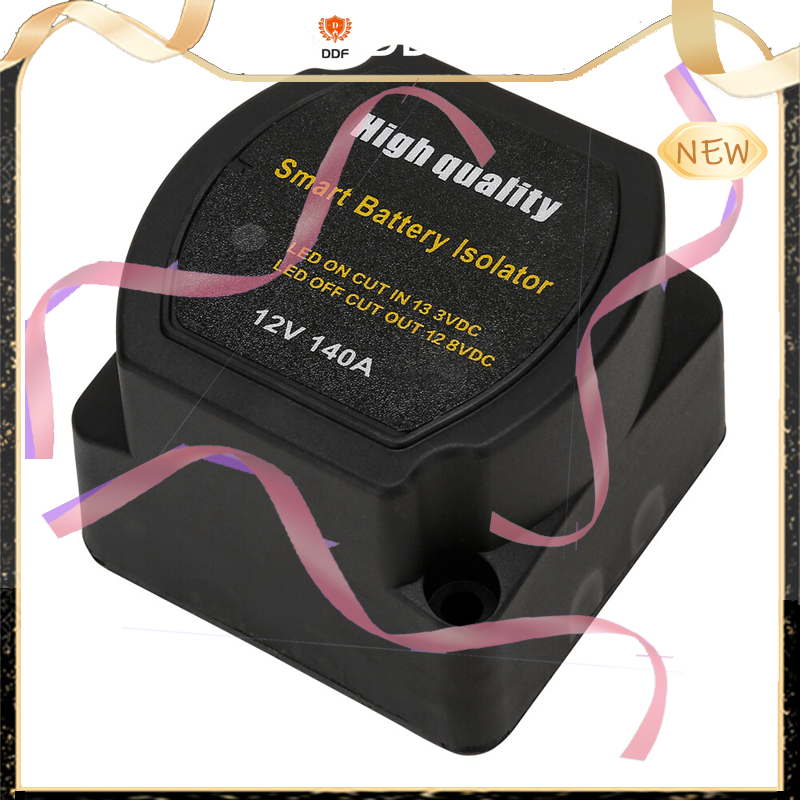 DDF
NEW
High quality
Smart Battery Isolator
LED ON CUT IN 13 3VDC
LED OFF CUT OUT 12 8VDC
12V 140A